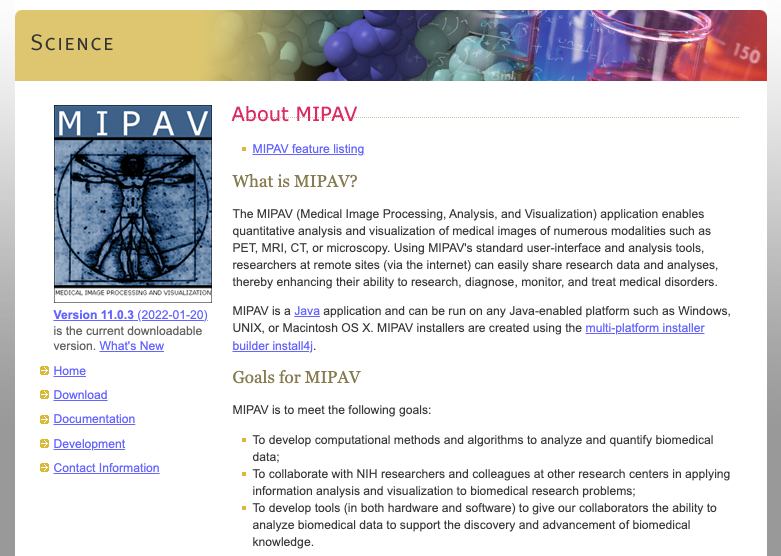 SCIENCE
5ml.
150
MIPAV
MEDICAL IMAGE PROCESSING AND VISUALIZATION
Version 11.0.3 (2022-01-20)
is the current downloadable
version. What's New
Home
Download
Documentation
Development
Contact Information
About MIPAV
MIPAV feature listing
What is MIPAV?
The MIPAV (Medical Image Processing, Analysis, and Visualization) application enables
quantitative analysis and visualization of medical images of numerous modalities such as
PET, MRI, CT, or microscopy. Using MIPAV's standard user-interface and analysis tools,
researchers at remote sites (via the internet) can easily share research data and analyses,
thereby enhancing their ability to research, diagnose, monitor, and treat medical disorders.
MIPAV is a Java application and can be run on any Java-enabled platform such as Windows,
UNIX, or Macintosh OS X. MIPAV installers are created using the multi-platform installer
builder install4j.
Goals for MIPAV
MIPAV is to meet the following goals:
To develop computational methods and algorithms to analyze and quantify biomedical
data;
To collaborate with NIH researchers and colleagues at other research centers in applying
information analysis and visualization to biomedical research problems;
To develop tools (in both hardware and software) to give our collaborators the ability to
analyze biomedical data to support the discovery and advancement of biomedical
knowledge.